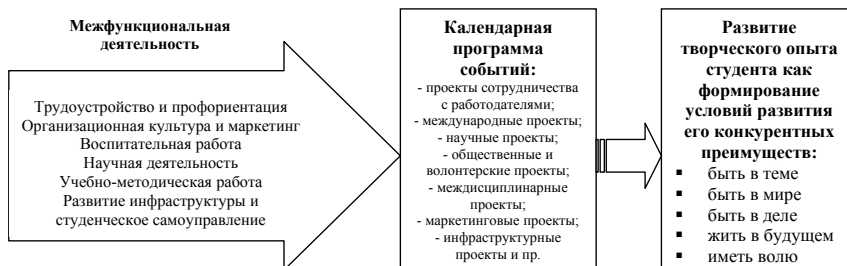 Межфункциональная
деятельность
Трудоустройство и профориентация
Организационная культура и маркетинг
Воспитательная работа
Научная деятельность
Учебно-методическая работа
Развитие инфраструктуры и
студенческое самоуправление
Календарная
программа
событий:
- проекты сотрудничества
с работодателями;
- международные проекты;
- научные проекты;
- общественные и
волонтерские проекты;
- междисциплинарные
проекты;
- маркетинговые проекты;
- инфраструктурные
проекты и пр.
Развитие
творческого опыта
студента как
формирование
условий развития
его конкурентных
преимуществ:
▪ быть в теме
▪ быть в мире
▪ быть в деле
▪ жить в будущем
▪ иметь волю